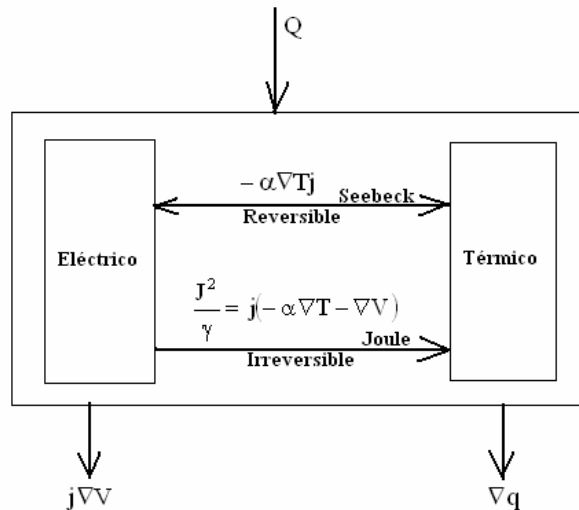 Q
− α∇Tj
Seebeck
Reversible
Eléctrico
Térmico
J²/γ = j(− α∇T − ∇V)
Joule
Irreversible
j∇V
∇q